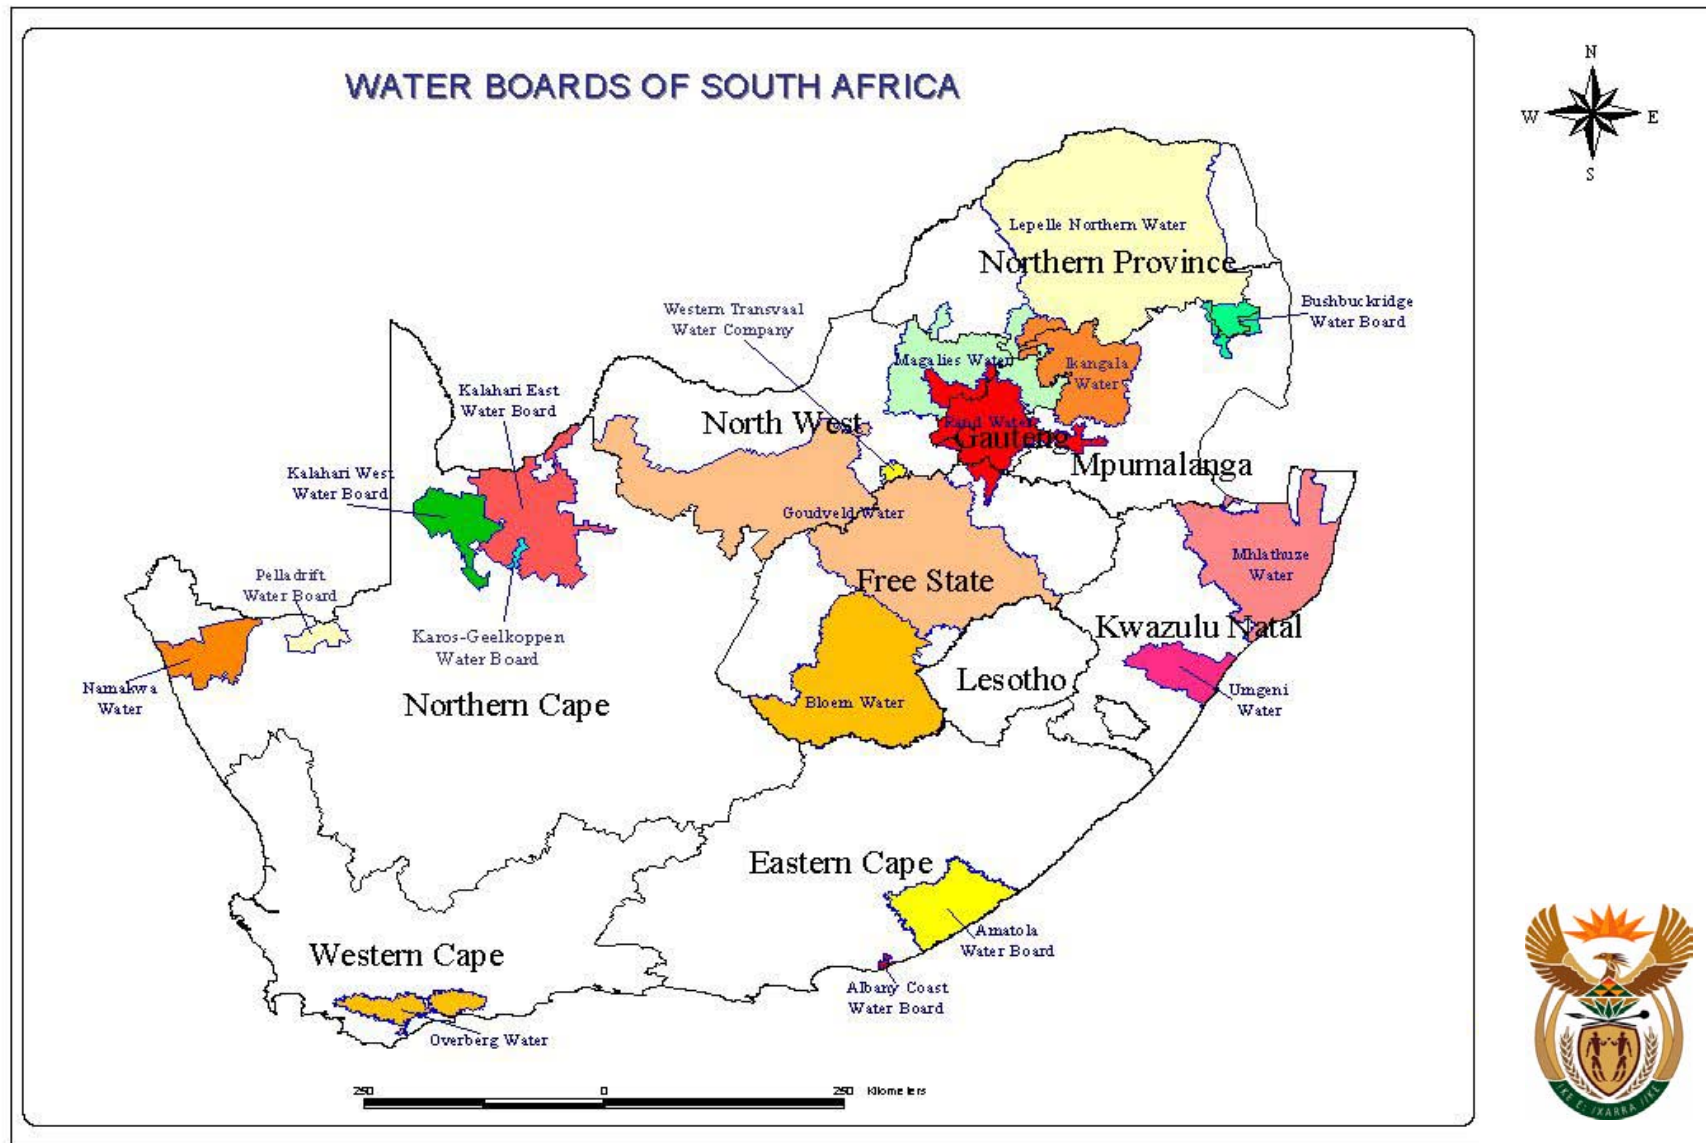 WATER BOARDS OF SOUTH AFRICA
N
W
E
S
Lepelle Northern Water
Northern Province
Bushbuckridge
Water Board
Western Transvaal
Water Company
Magalies Water
Ikangala
Water
Kalahari East
Water Board
North West
Rand Water
Gauteng
Mpumalanga
Kalahari West
Water Board
Goudveld Water
Mhlathuze
Water
Free State
Pelladrift
Water Board
Karos-Geelkoppen
Water Board
Kwazulu Natal
Lesotho
Namakwa
Water
Northern Cape
Bloem Water
Umgeni
Water
Eastern Cape
Amatola
Water Board
Western Cape
Albany Coast
Water Board
Overberg Water
250 0 250 Kilometers
!KE E: /XARRA //KE